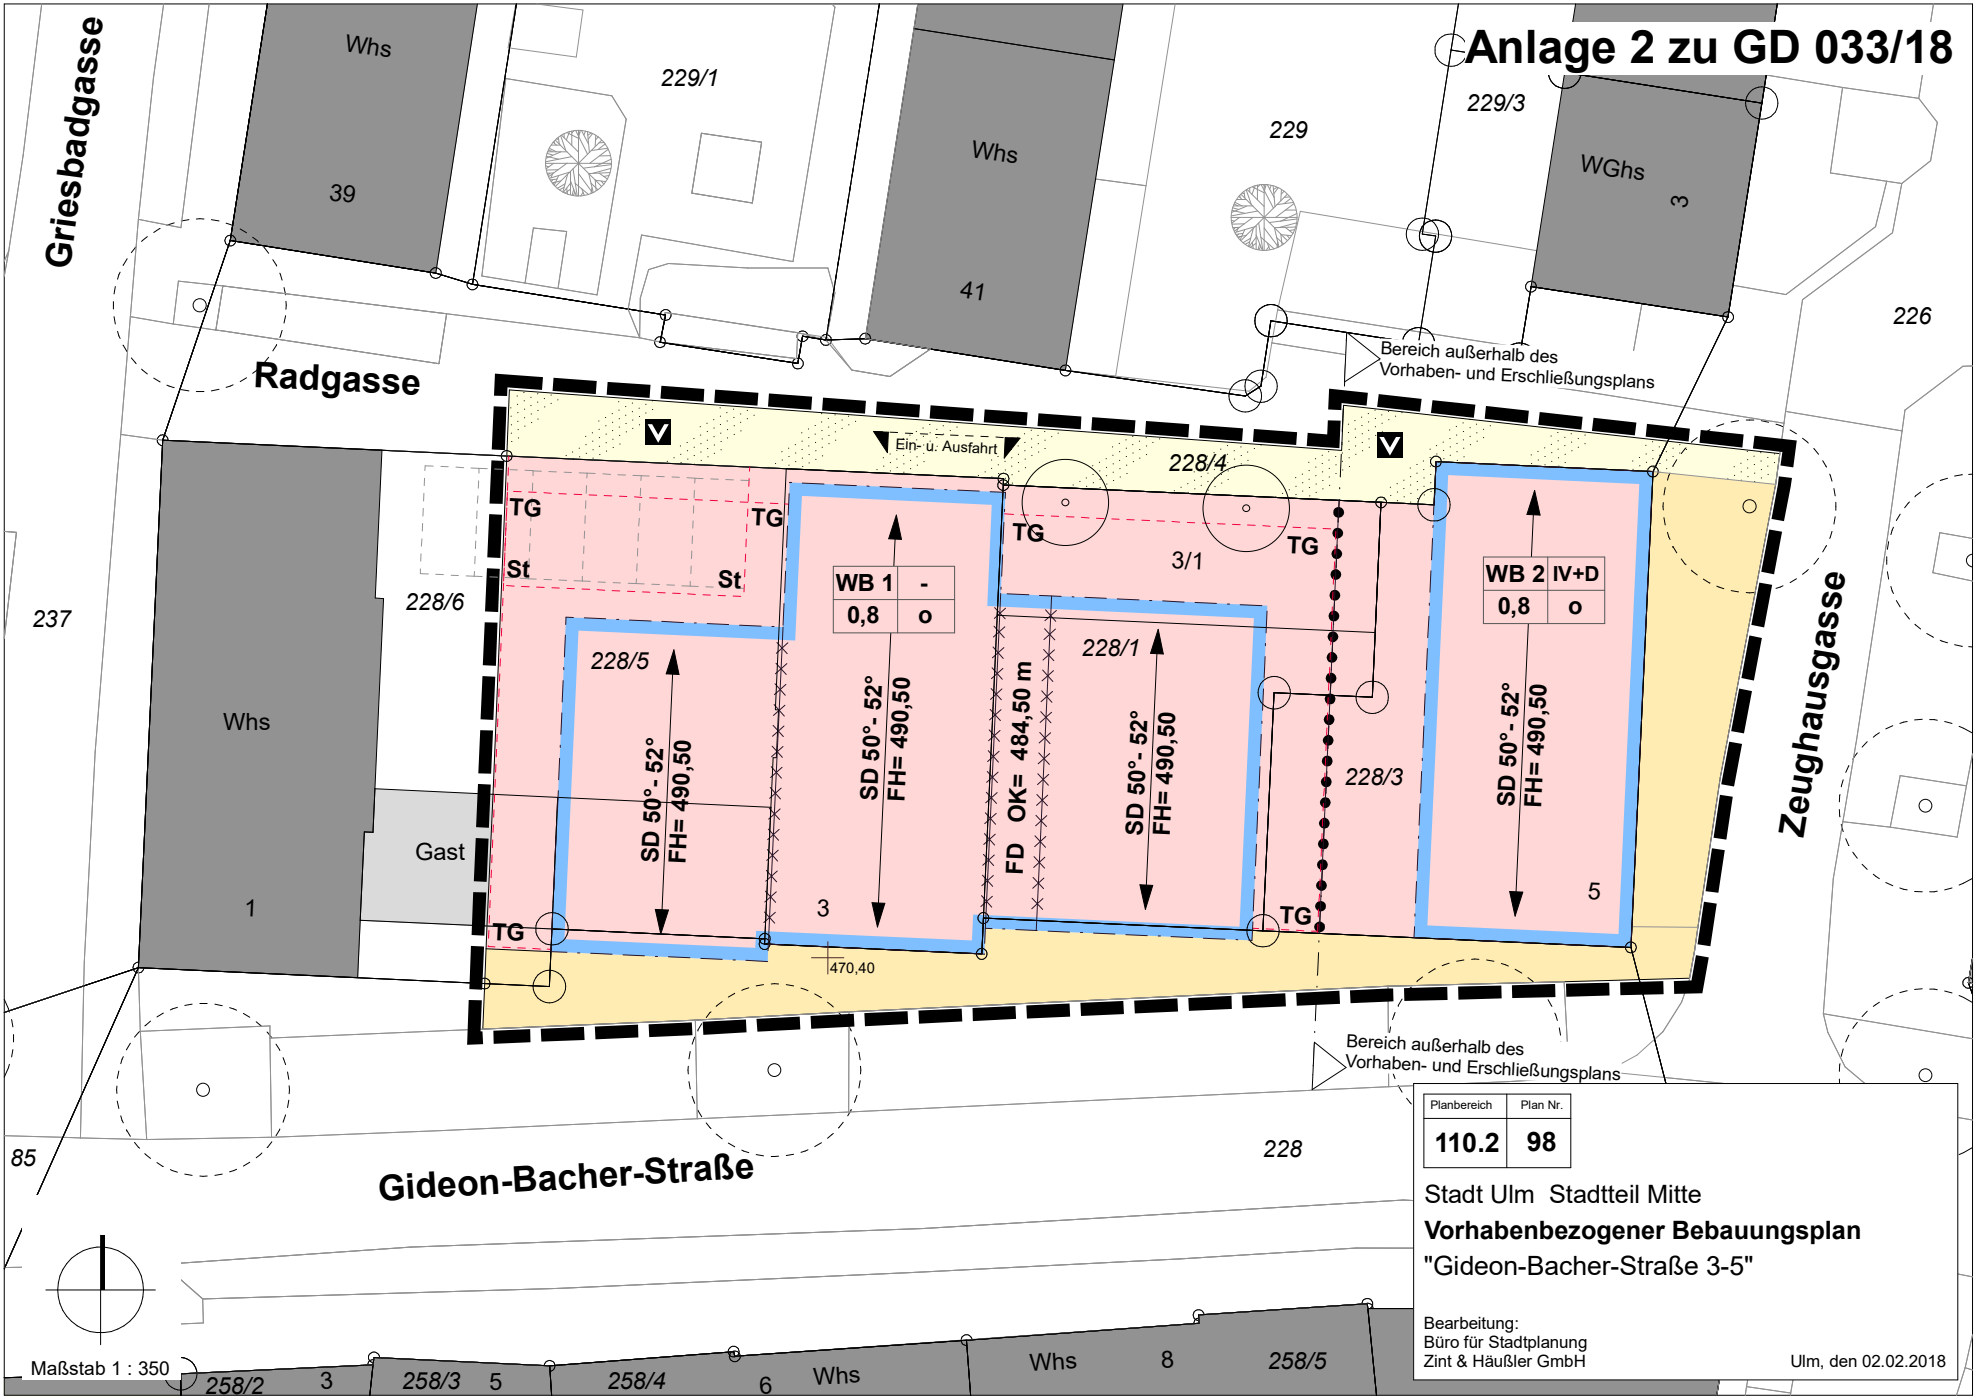 Anlage 2 zu GD 033/18
Griesbadgasse
Whs
39
229/1
Whs
41
229
229/3
WGhs
3
226
Radgasse
Bereich außerhalb des
Vorhaben- und Erschließungsplans
V
Ein- u. Ausfahrt
228/4
V
TG
TG
TG
TG
St
St
3/1
237
228/6
WB 1 -
0,8 o
WB 2 IV+D
0,8 o
228/5
228/1
228/3
Whs
1
Gast
SD 50°- 52°
FH= 490,50
SD 50°- 52°
FH= 490,50
FD OK= 484,50 m
SD 50°- 52°
FH= 490,50
SD 50°- 52°
FH= 490,50
Zeughausgasse
3
5
TG
TG
470,40
Bereich außerhalb des
Vorhaben- und Erschließungsplans
85
Gideon-Bacher-Straße
228
Planbereich Plan Nr.
110.2 98
Stadt Ulm Stadtteil Mitte
Vorhabenbezogener Bebauungsplan
"Gideon-Bacher-Straße 3-5"
Bearbeitung:
Büro für Stadtplanung
Zint & Häußler GmbH
Ulm, den 02.02.2018
Maßstab 1 : 350
258/2
3
258/3
5
258/4
6
Whs
Whs
8
258/5